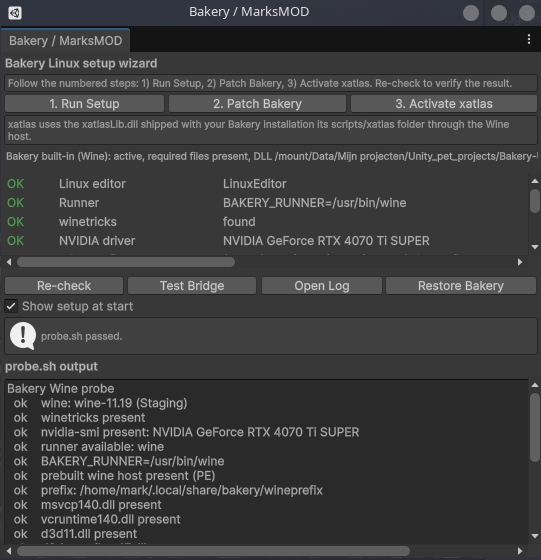 Bakery / MarksMOD
Bakery / MarksMOD
Bakery Linux setup wizard
Follow the numbered steps: 1) Run Setup, 2) Patch Bakery, 3) Activate xatlas. Re-check to verify the result.
1. Run Setup 2. Patch Bakery 3. Activate xatlas
xatlas uses the xatlasLib.dll shipped with your Bakery installation its scripts/xatlas folder through the Wine
host.
Bakery built-in (Wine): active, required files present, DLL /mount/Data/Mijn projecten/Unity_pet_projects/Bakery-
OK Linux editor LinuxEditor
OK Runner BAKERY_RUNNER=/usr/bin/wine
OK winetricks found
OK NVIDIA driver NVIDIA GeForce RTX 4070 Ti SUPER
Re-check Test Bridge Open Log Restore Bakery
Show setup at start
probe.sh passed.
probe.sh output
Bakery Wine probe
ok wine: wine-11.19 (Staging)
ok winetricks present
ok nvidia-smi present: NVIDIA GeForce RTX 4070 Ti SUPER
ok runner available: wine
ok BAKERY_RUNNER=/usr/bin/wine
ok prebuilt wine host present (PE)
ok prefix: /home/mark/.local/share/bakery/wineprefix
ok msvcp140.dll present
ok vcruntime140.dll present
ok d3d11.dll present